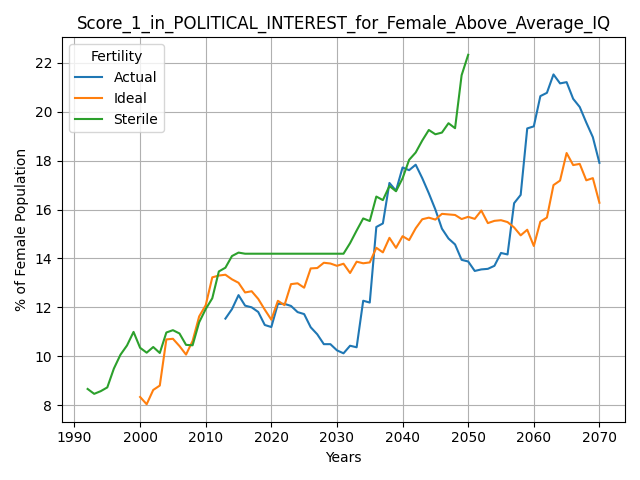 Score_1_in_POLITICAL_INTEREST_for_Female_Above_Average_IQ
Fertility
Actual
Ideal
Sterile
% of Female Population
22
20
18
16
14
12
10
8
1990
2000
2010
2020
2030
2040
2050
2060
2070
Years